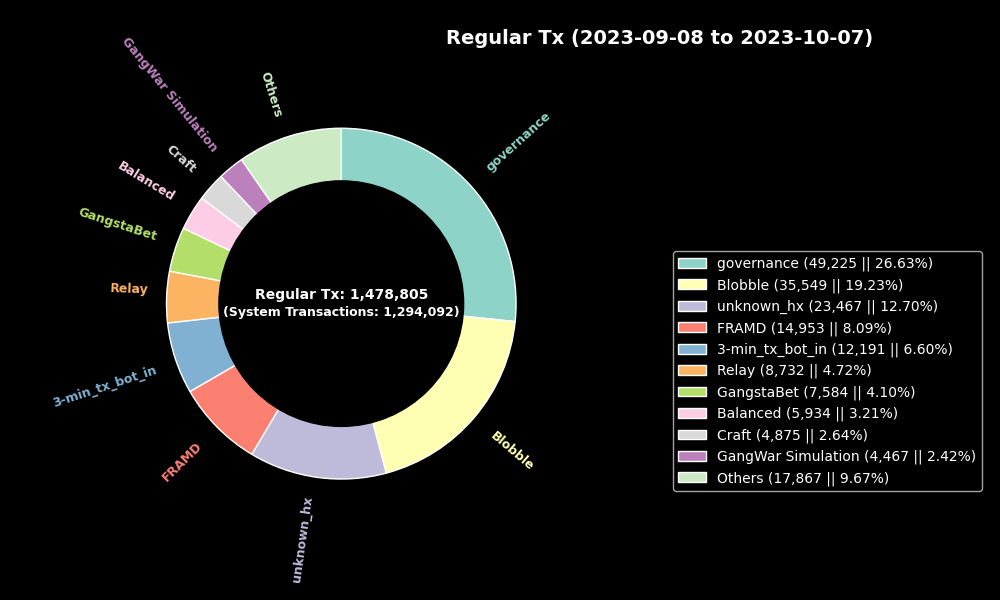 Regular Tx (2023-09-08 to 2023-10-07)
GangWar Simulation
Others
governance
Craft
Balanced
GangstaBet
Relay
3-min_tx_bot_in
FRAMD
unknown_hx
Blobble
Regular Tx: 1,478,805
(System Transactions: 1,294,092)
governance (49,225 || 26.63%)
Blobble (35,549 || 19.23%)
unknown_hx (23,467 || 12.70%)
FRAMD (14,953 || 8.09%)
3-min_tx_bot_in (12,191 || 6.60%)
Relay (8,732 || 4.72%)
GangstaBet (7,584 || 4.10%)
Balanced (5,934 || 3.21%)
Craft (4,875 || 2.64%)
GangWar Simulation (4,467 || 2.42%)
Others (17,867 || 9.67%)